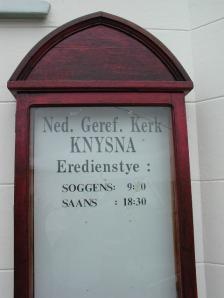 Ned. Geref. Kerk
KNYSNA
Eredienstye :
SOGGENS:
SAANS : 18:30